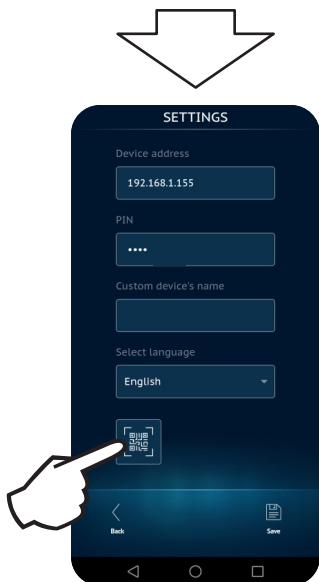 SETTINGS
Device address
192.168.1.155
PIN
••••
Custom device's name
Select language
English
Back
Save